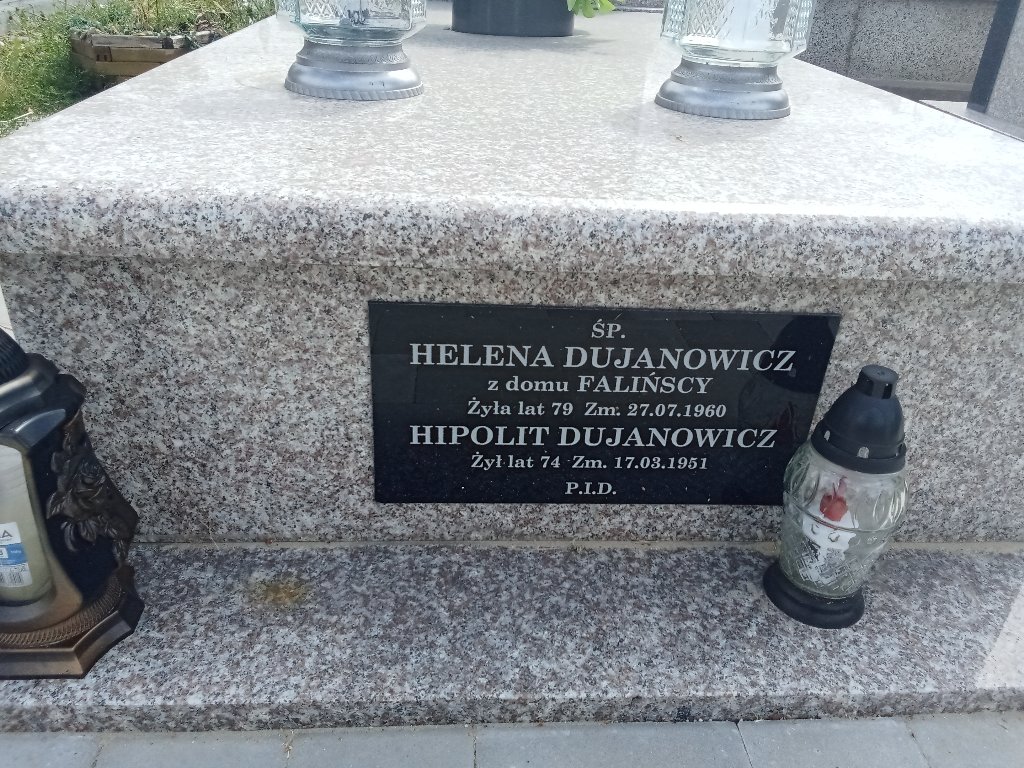 ŚP.
HELENA DUJANOWICZ
z domu FALIŃSCY
Żyła lat 79 Zm. 27.07.1960
HIPOLIT DUJANOWICZ
Żył lat 74 Zm. 17.03.1951
P.I.D.